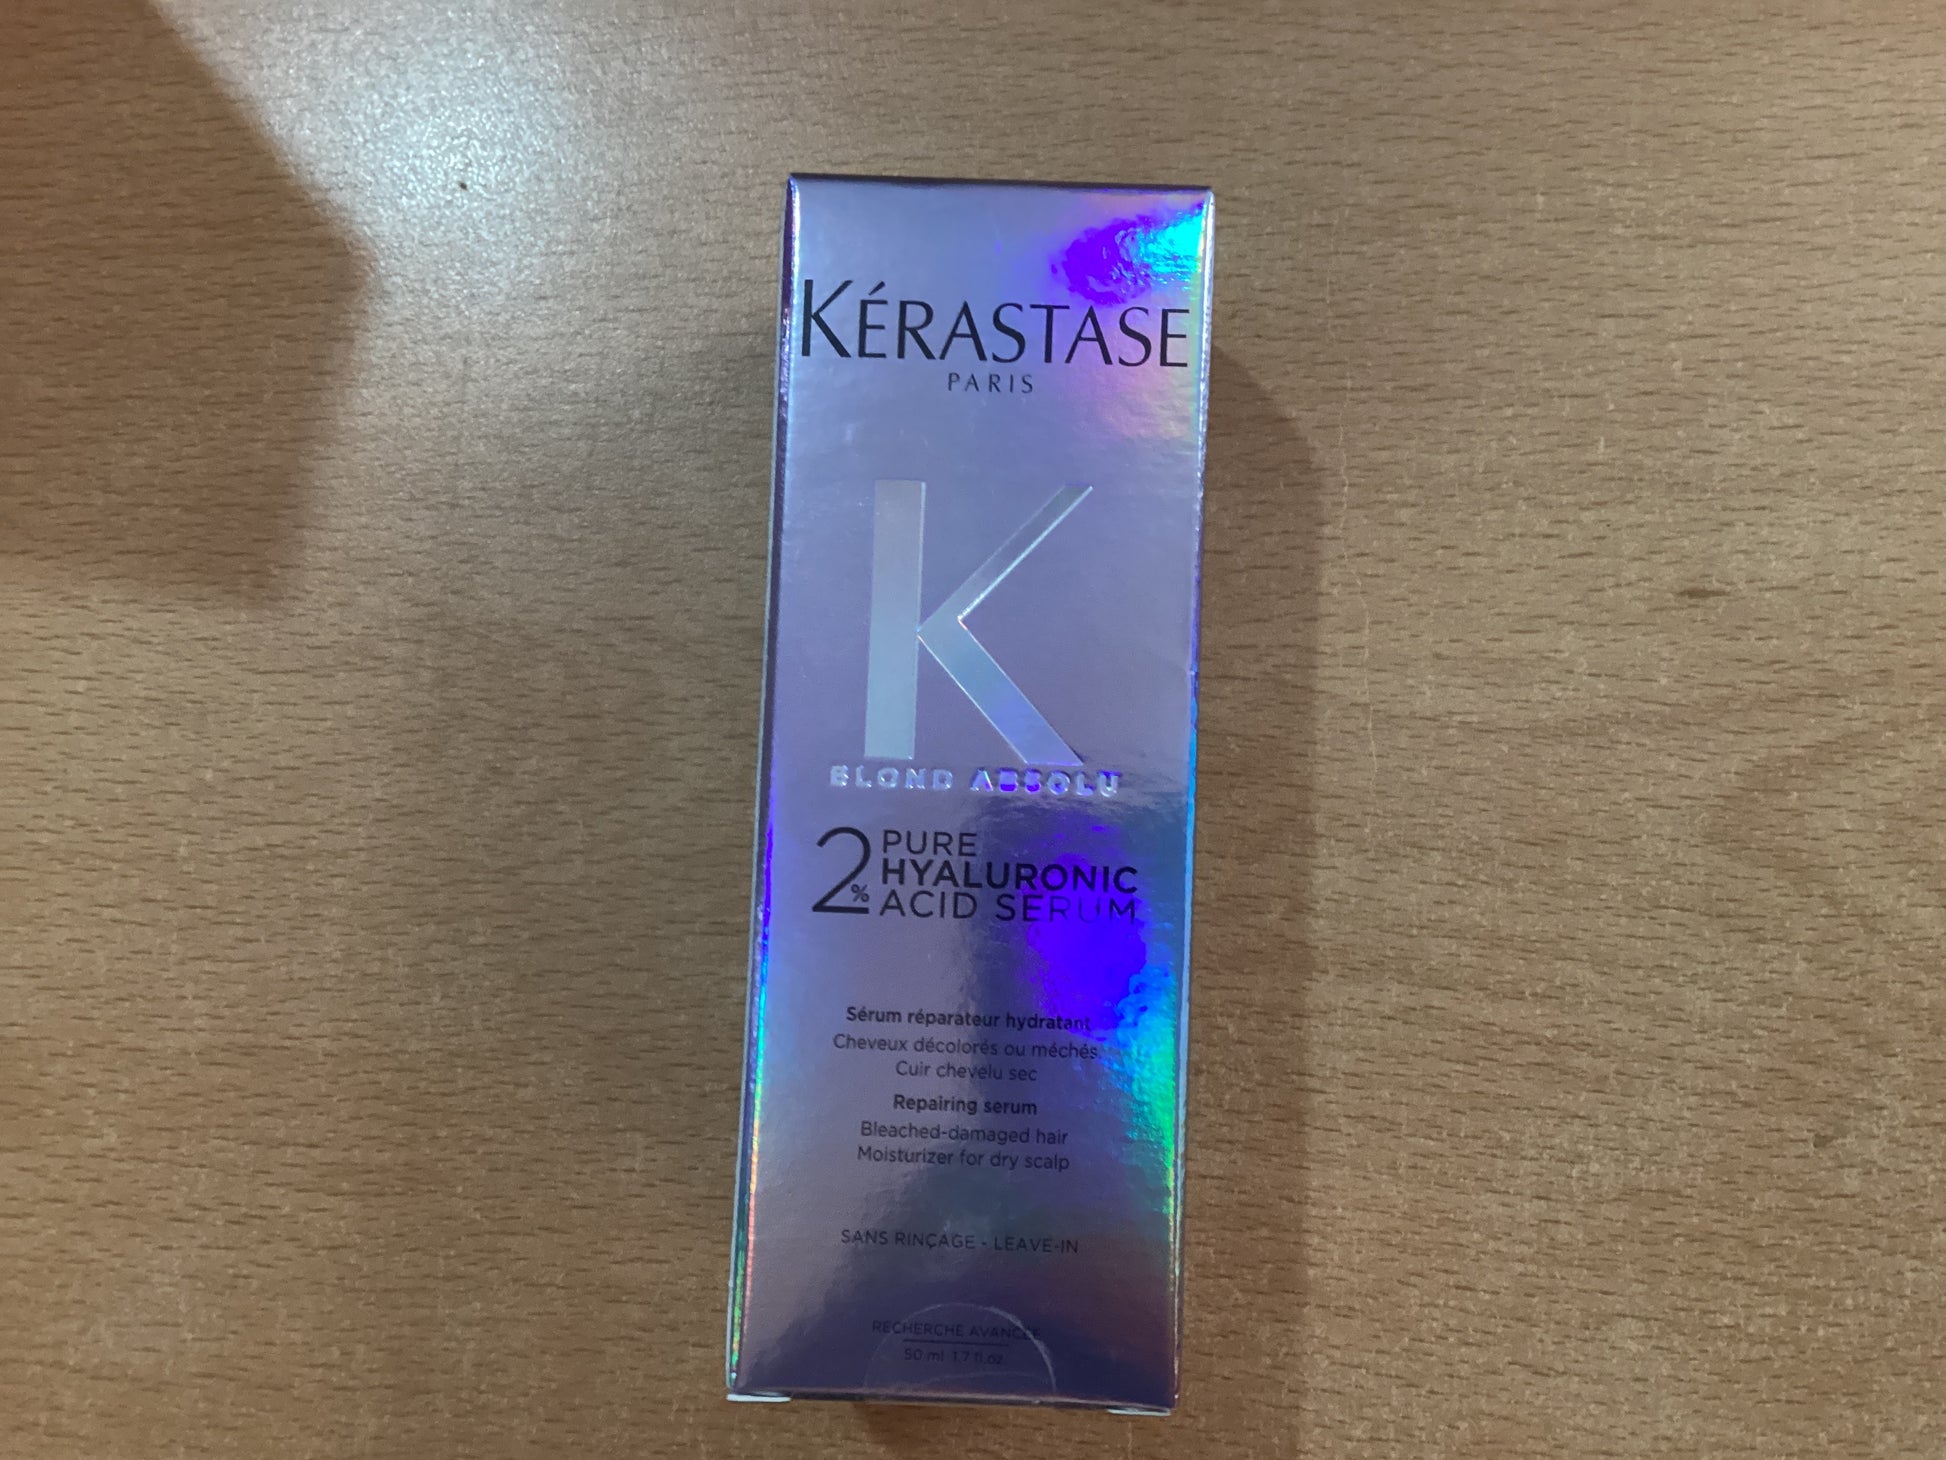 KÉRASTASE
PARIS
K
BLOND ABSOLU
2% PURE
HYALURONIC
ACID SERUM
Sérum réparateur hydratant
Cheveux décolorés ou méchés
Cuir chevelu sec
Repairing serum
Bleached-damaged hair
Moisturizer for dry scalp
SANS RINÇAGE - LEAVE-IN
RECHERCHE AVANCÉE
50 ml 1.7 fl.oz